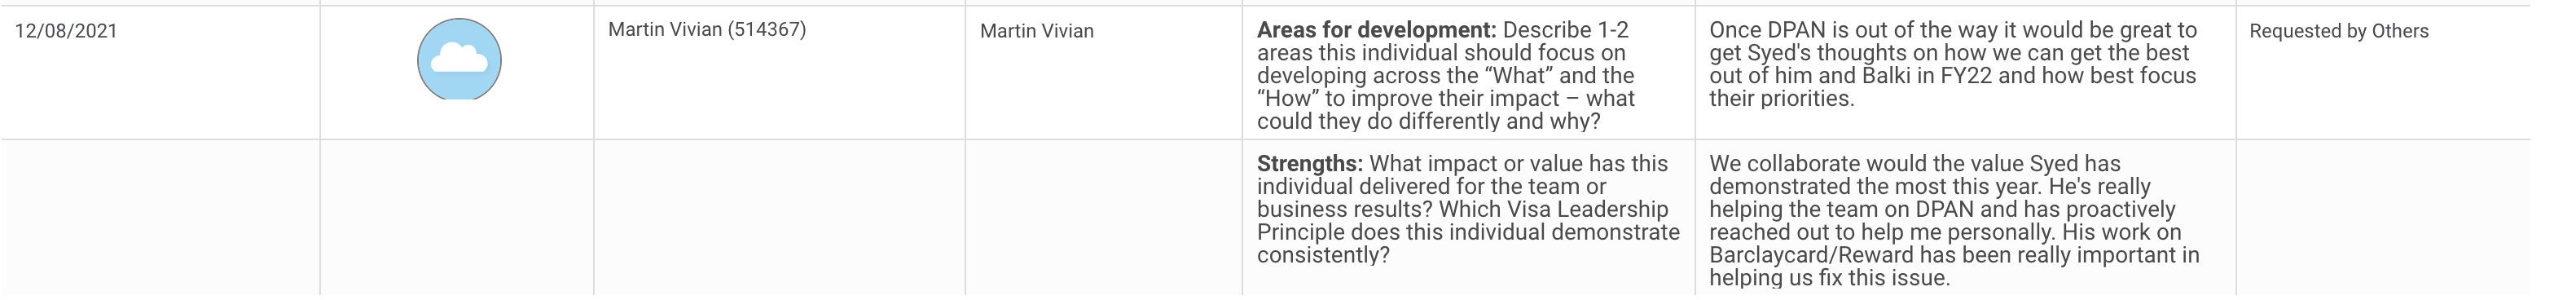 12/08/2021
Martin Vivian (514367)
Martin Vivian
Areas for development: Describe 1-2
areas this individual should focus on
developing across the “What” and the
“How” to improve their impact – what
could they do differently and why?
Once DPAN is out of the way it would be great to
get Syed's thoughts on how we can get the best
out of him and Balki in FY22 and how best focus
their priorities.
Requested by Others
Strengths: What impact or value has this
individual delivered for the team or
business results? Which Visa Leadership
Principle does this individual demonstrate
consistently?
We collaborate would the value Syed has
demonstrated the most this year. He's really
helping the team on DPAN and has proactively
reached out to help me personally. His work on
Barclaycard/Reward has been really important in
helping us fix this issue.